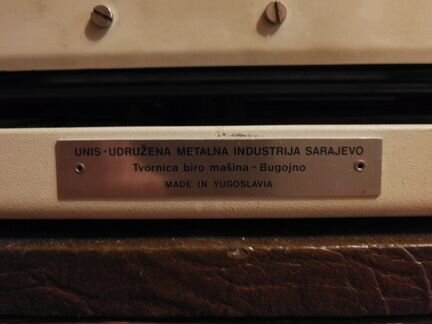 UNIS-UDRUŽENA METALNA INDUSTRIJA SARAJEVO
Tvornica biro mašina - Bugojno
MADE IN YUGOSLAVIA